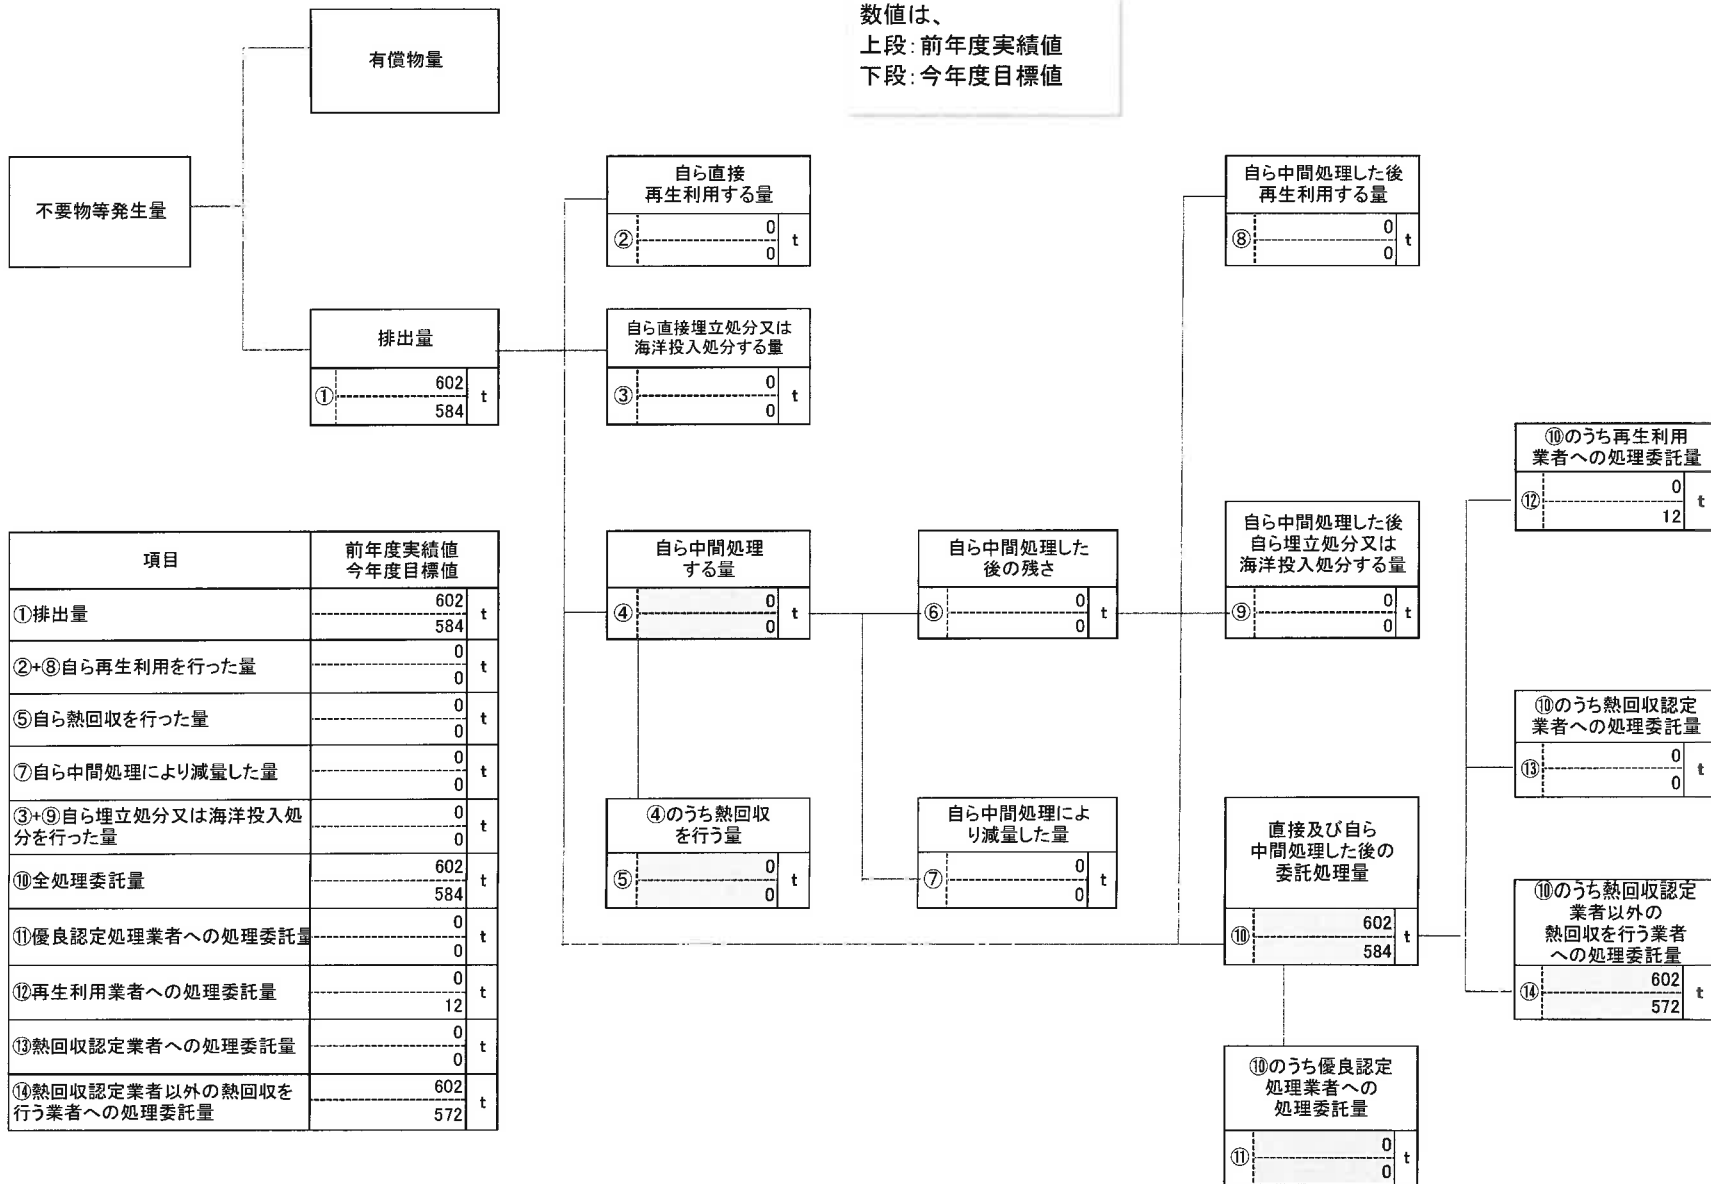 数値は、
上段：前年度実績値
下段：今年度目標値
有償物量
不要物等発生量
排出量
①
602
584
t
自ら直接
再生利用する量
②
0
0
t
自ら直接埋立処分又は
海洋投入処分する量
③
0
0
t
自ら中間処理
する量
④
0
0
t
④のうち熱回収
を行う量
⑤
0
0
t
自ら中間処理した
後の残さ
⑥
0
0
t
自ら中間処理によ
り減量した量
⑦
0
0
t
自ら中間処理した後
再生利用する量
⑧
0
0
t
自ら中間処理した後
自ら埋立処分又は
海洋投入処分する量
⑨
0
0
t
直接及び自ら
中間処理した後の
委託処理量
⑩
602
584
t
⑩のうち優良認定
処理業者への
処理委託量
⑪
0
0
t
⑩のうち再生利用
業者への処理委託量
⑫
0
12
t
⑩のうち熱回収認定
業者への処理委託量
⑬
0
0
t
⑩のうち熱回収認定
業者以外の
熱回収を行う業者
への処理委託量
⑭
602
572
t
項目
前年度実績値
今年度目標値
①排出量
602
584
t
②+⑧自ら再生利用を行った量
0
0
t
⑤自ら熱回収を行った量
0
0
t
⑦自ら中間処理により減量した量
0
0
t
③+⑨自ら埋立処分又は海洋投入処
分を行った量
0
0
t
⑩全処理委託量
602
584
t
⑪優良認定処理業者への処理委託量
0
0
t
⑫再生利用業者への処理委託量
0
12
t
⑬熱回収認定業者への処理委託量
0
0
t
⑭熱回収認定業者以外の熱回収を
行う業者への処理委託量
602
572
t